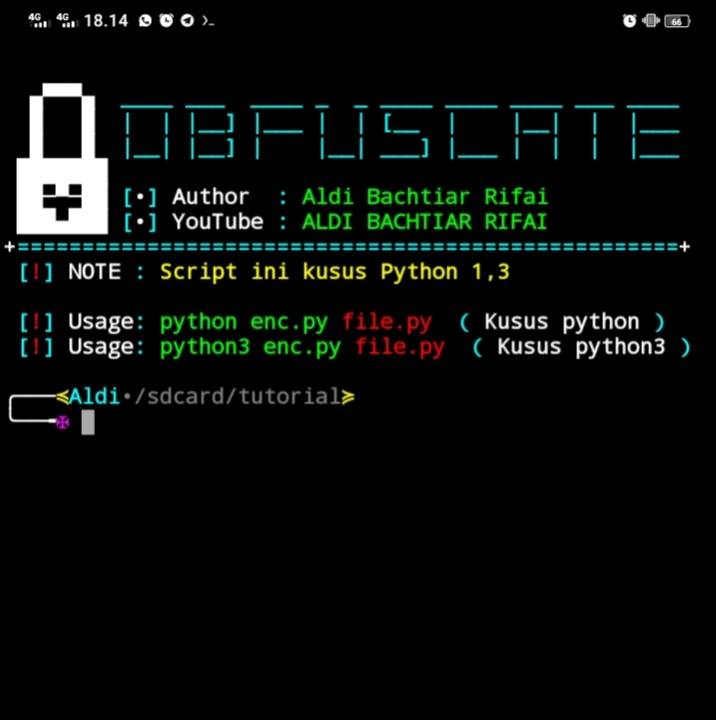 4G 4G 18.14 66
OBFUSCATE
[•] Author : Aldi Bachtiar Rifai
[•] YouTube : ALDI BACHTIAR RIFAI
+====================================================+
[!] NOTE : Script ini kusus Python 1,3
[!] Usage: python enc.py file.py ( Kusus python )
[!] Usage: python3 enc.py file.py ( Kusus python3 )
≼Aldi•/sdcard/tutorial≽